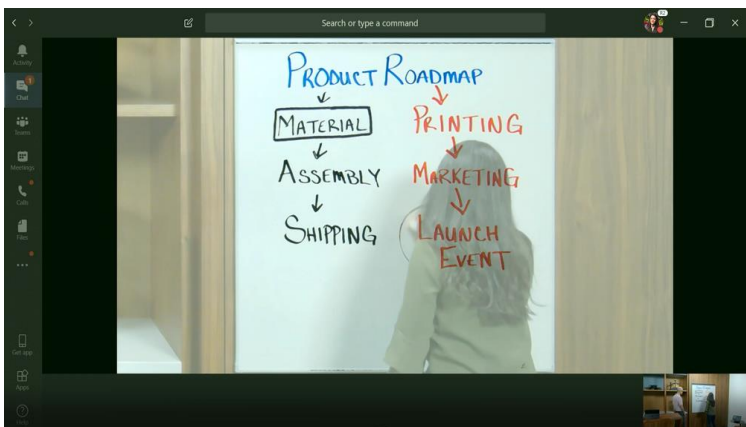 Search or type a command
Activity
Chat
Teams
Meetings
Calls
Files
Get app
Apps
Help
PRODUCT ROADMAP
MATERIAL
ASSEMBLY
SHIPPING
PRINTING
MARKETING
LAUNCH
EVENT